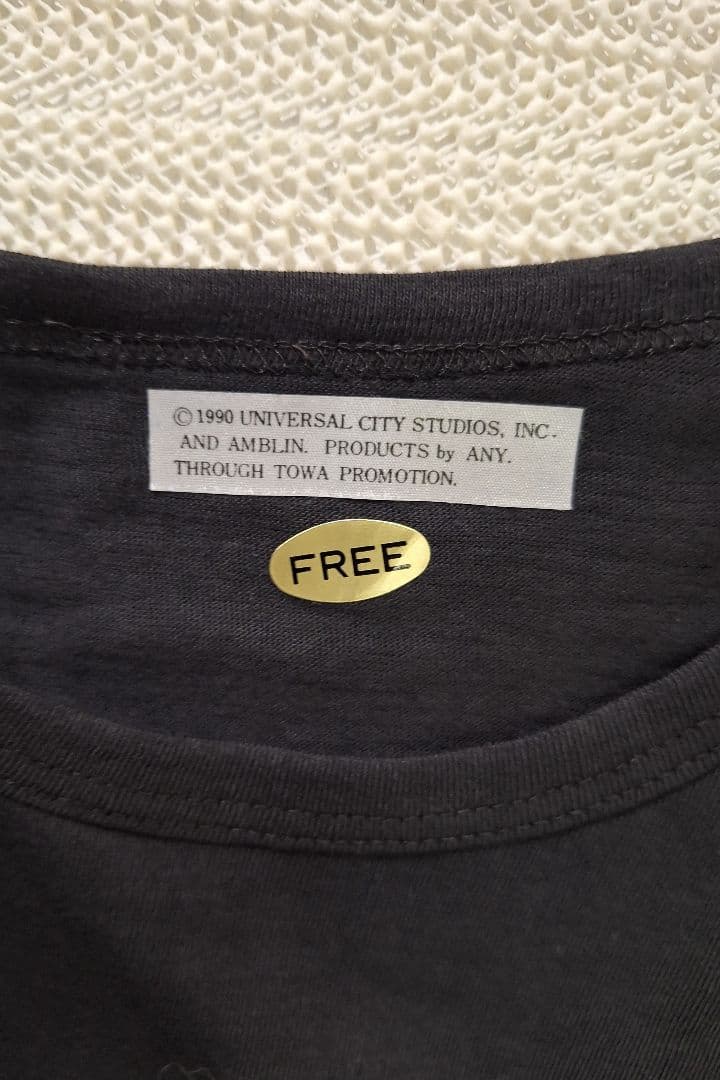 ©1990 UNIVERSAL CITY STUDIOS, INC.
AND AMBLIN. PRODUCTS by ANY.
THROUGH TOWA PROMOTION.
FREE